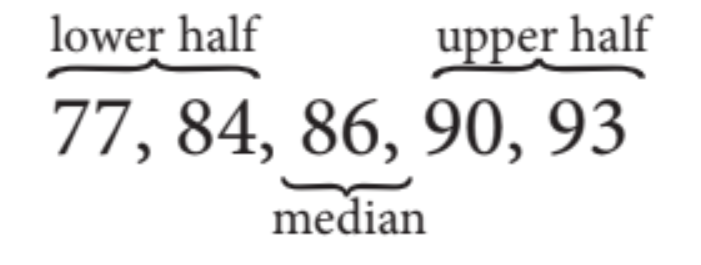 lower half upper half
77, 84, 86, 90, 93
median